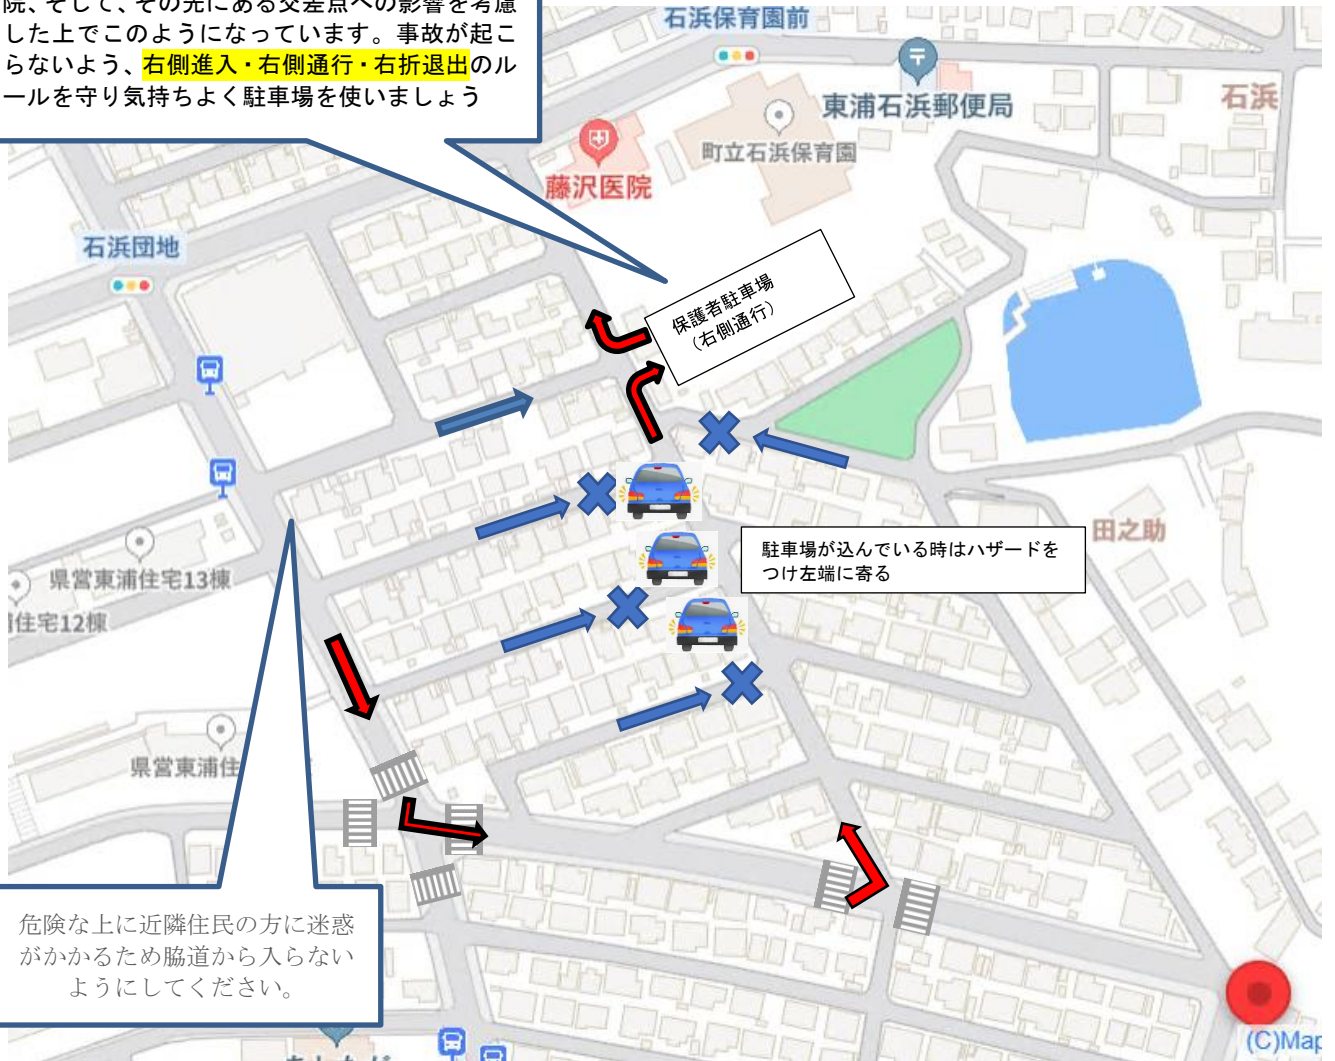 院、そして、その先にある交差点への影響を考慮
した上でこのようになっています。事故が起こ
らないよう、右側進入・右側通行・右折退出のル
ールを守り気持ちよく駐車場を使いましょう
石浜保育園前
東浦石浜郵便局
石浜
町立石浜保育園
藤沢医院
石浜団地
保護者駐車場
(右側通行)
駐車場が込んでいる時はハザードを
つけ左端に寄る
田之助
県営東浦住宅13棟
住宅12棟
県営東浦住
危険な上に近隣住民の方に迷惑
がかかるため脇道から入らない
ようにしてください。
(C)Map